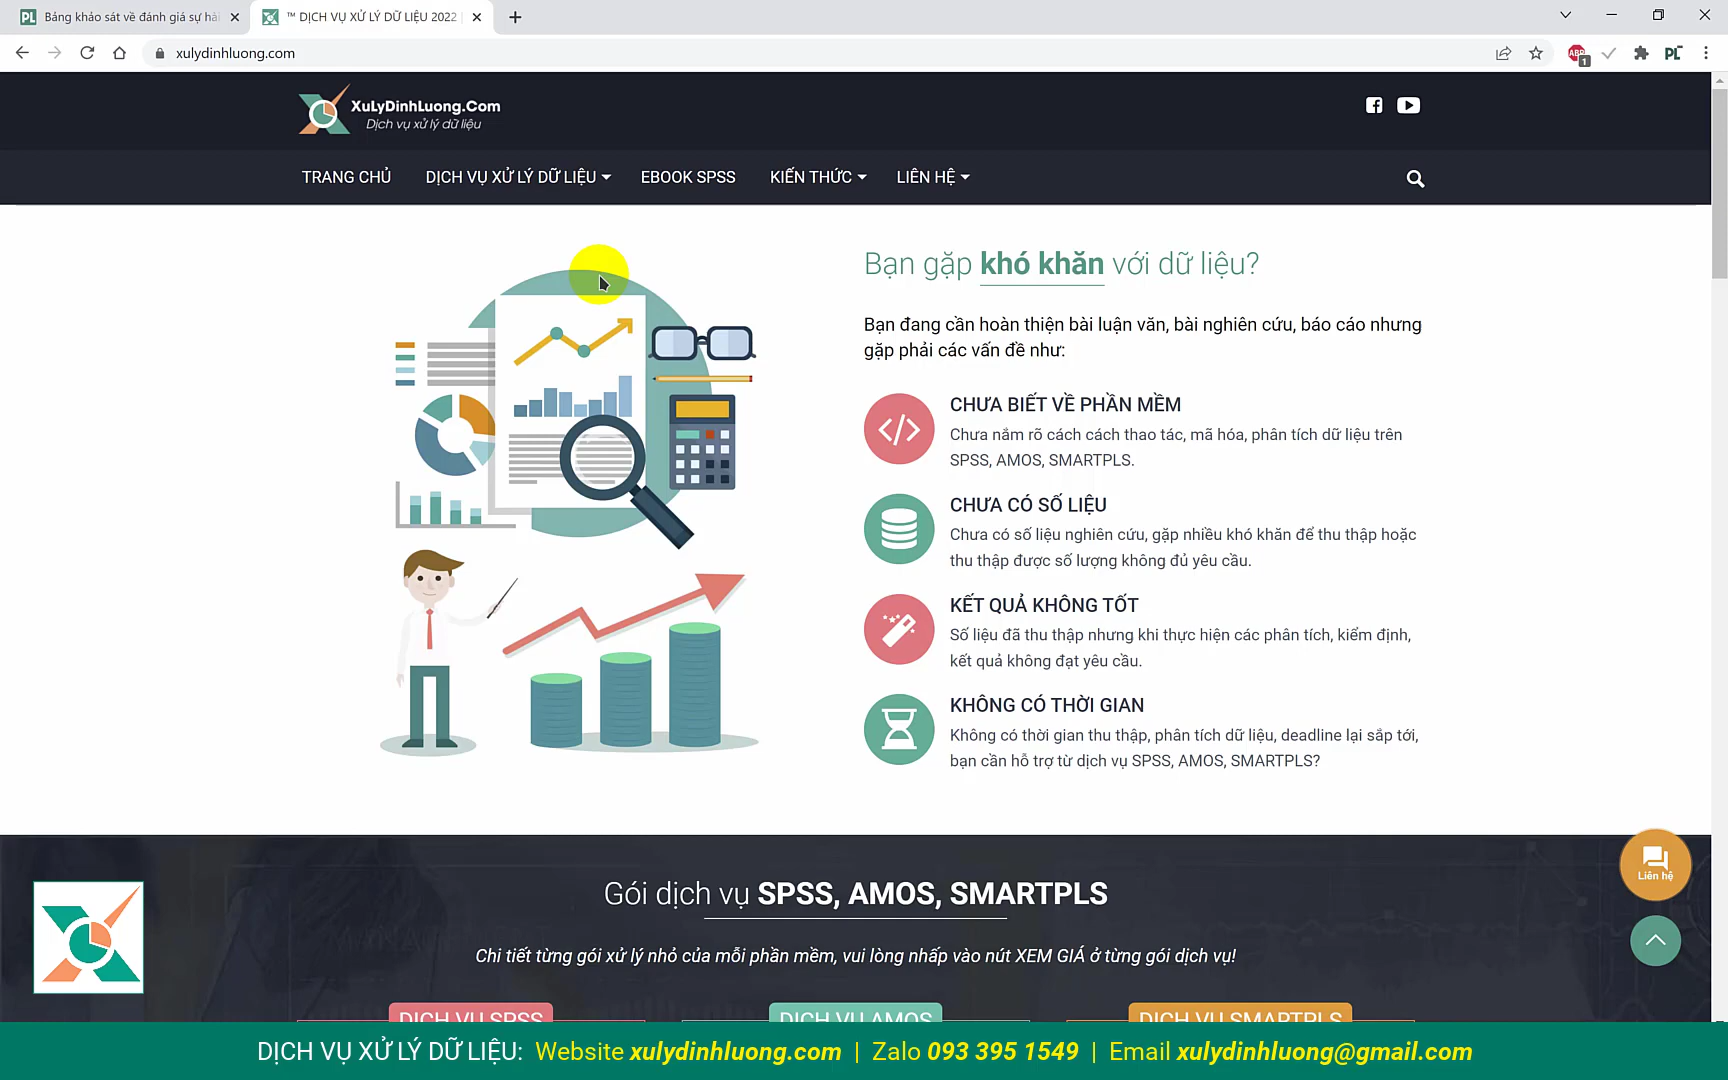 Bảng khảo sát về đánh giá sự hài
™ DỊCH VỤ XỬ LÝ DỮ LIỆU 2022 |
xulydinhluong.com
XuLyDinhLuong.Com
Dịch vụ xử lý dữ liệu
TRANG CHỦ
DỊCH VỤ XỬ LÝ DỮ LIỆU
EBOOK SPSS
KIẾN THỨC
LIÊN HỆ
Bạn gặp khó khăn với dữ liệu?
Bạn đang cần hoàn thiện bài luận văn, bài nghiên cứu, báo cáo nhưng
gặp phải các vấn đề như:
CHƯA BIẾT VỀ PHẦN MỀM
Chưa nắm rõ cách cách thao tác, mã hóa, phân tích dữ liệu trên
SPSS, AMOS, SMARTPLS.
CHƯA CÓ SỐ LIỆU
Chưa có số liệu nghiên cứu, gặp nhiều khó khăn để thu thập hoặc
thu thập được số lượng không đủ yêu cầu.
KẾT QUẢ KHÔNG TỐT
Số liệu đã thu thập nhưng khi thực hiện các phân tích, kiểm định,
kết quả không đạt yêu cầu.
KHÔNG CÓ THỜI GIAN
Không có thời gian thu thập, phân tích dữ liệu, deadline lại sắp tới,
bạn cần hỗ trợ từ dịch vụ SPSS, AMOS, SMARTPLS?
Liên hệ
Gói dịch vụ SPSS, AMOS, SMARTPLS
Chi tiết từng gói xử lý nhỏ của mỗi phần mềm, vui lòng nhấp vào nút XEM GIÁ ở từng gói dịch vụ!
DỊCH VỤ SPSS
DỊCH VỤ AMOS
DỊCH VỤ SMARTPLS
DỊCH VỤ XỬ LÝ DỮ LIỆU: Website xulydinhluong.com | Zalo 093 395 1549 | Email xulydinhluong@gmail.com